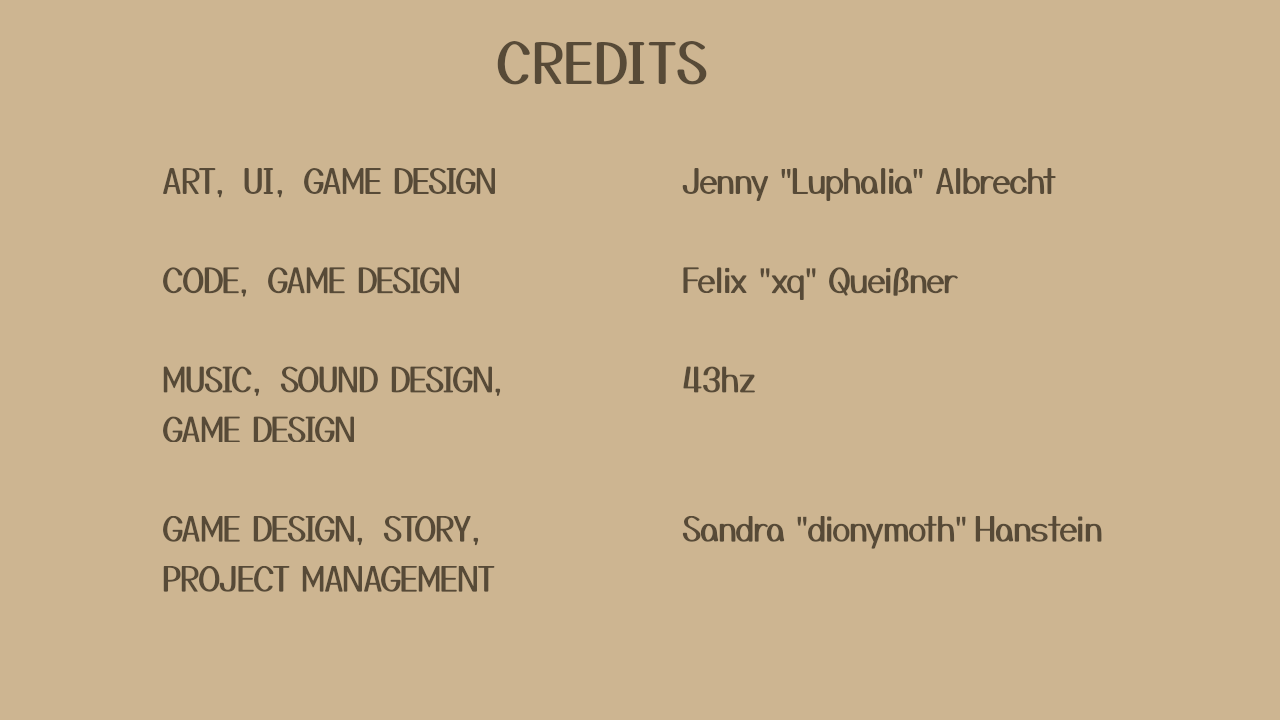 CREDITS
ART, UI, GAME DESIGN Jenny "Luphalia" Albrecht
CODE, GAME DESIGN Felix "xq" Queißner
MUSIC, SOUND DESIGN, 43hz
GAME DESIGN
GAME DESIGN, STORY, Sandra "dionymoth" Hanstein
PROJECT MANAGEMENT